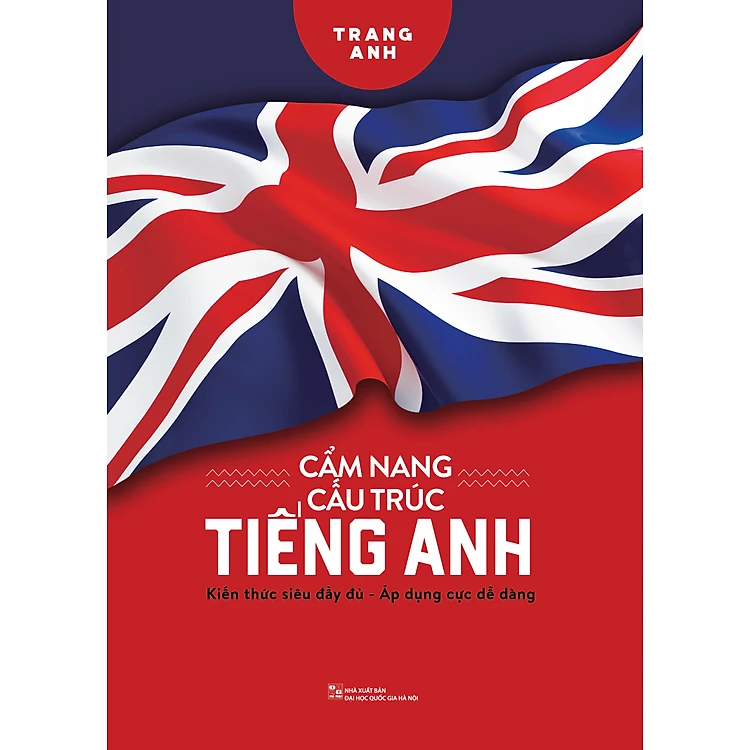 TRANG
ANH
CẨM NANG
CẤU TRÚC
TIẾNG ANH
Kiến thức siêu đầy đủ - Áp dụng cực dễ dàng
NHÀ XUẤT BẢN
ĐẠI HỌC QUỐC GIA HÀ NỘI